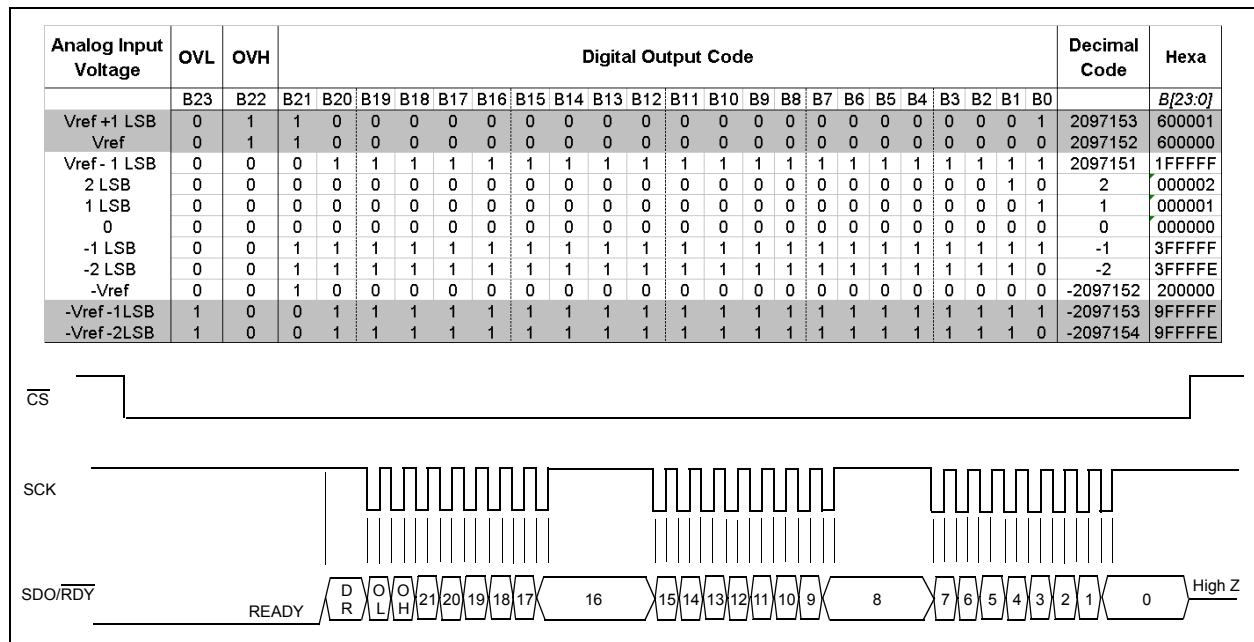 Analog Input Voltage OVL OVH Digital Output Code Decimal Code Hexa
B23 B22 B21 B20 B19 B18 B17 B16 B15 B14 B13 B12 B11 B10 B9 B8 B7 B6 B5 B4 B3 B2 B1 B0 B[23:0]
Vref +1 LSB 0 1 1 0 0 0 0 0 0 0 0 0 0 0 0 0 0 0 0 0 0 0 0 1 2097153 600001
Vref 0 1 1 0 0 0 0 0 0 0 0 0 0 0 0 0 0 0 0 0 0 0 0 0 2097152 600000
Vref - 1 LSB 0 0 0 1 1 1 1 1 1 1 1 1 1 1 1 1 1 1 1 1 1 1 1 1 2097151 1FFFFF
2 LSB 0 0 0 0 0 0 0 0 0 0 0 0 0 0 0 0 0 0 0 0 0 0 1 0 2 000002
1 LSB 0 0 0 0 0 0 0 0 0 0 0 0 0 0 0 0 0 0 0 0 0 0 0 1 1 000001
0 0 0 0 0 0 0 0 0 0 0 0 0 0 0 0 0 0 0 0 0 0 0 0 0 0 000000
-1 LSB 0 0 1 1 1 1 1 1 1 1 1 1 1 1 1 1 1 1 1 1 1 1 1 1 -1 3FFFFF
-2 LSB 0 0 1 1 1 1 1 1 1 1 1 1 1 1 1 1 1 1 1 1 1 1 1 0 -2 3FFFFE
-Vref 0 0 1 0 0 0 0 0 0 0 0 0 0 0 0 0 0 0 0 0 0 0 0 0 -2097152 200000
-Vref -1LSB 1 0 0 1 1 1 1 1 1 1 1 1 1 1 1 1 1 1 1 1 1 1 1 1 -2097153 9FFFFF
-Vref -2LSB 1 0 0 1 1 1 1 1 1 1 1 1 1 1 1 1 1 1 1 1 1 1 1 0 -2097154 9FFFFE
CS
SCK
SDO/RDY READY DR OL OH 21 20 19 18 17 16 15 14 13 12 11 10 9 8 7 6 5 4 3 2 1 0 High Z